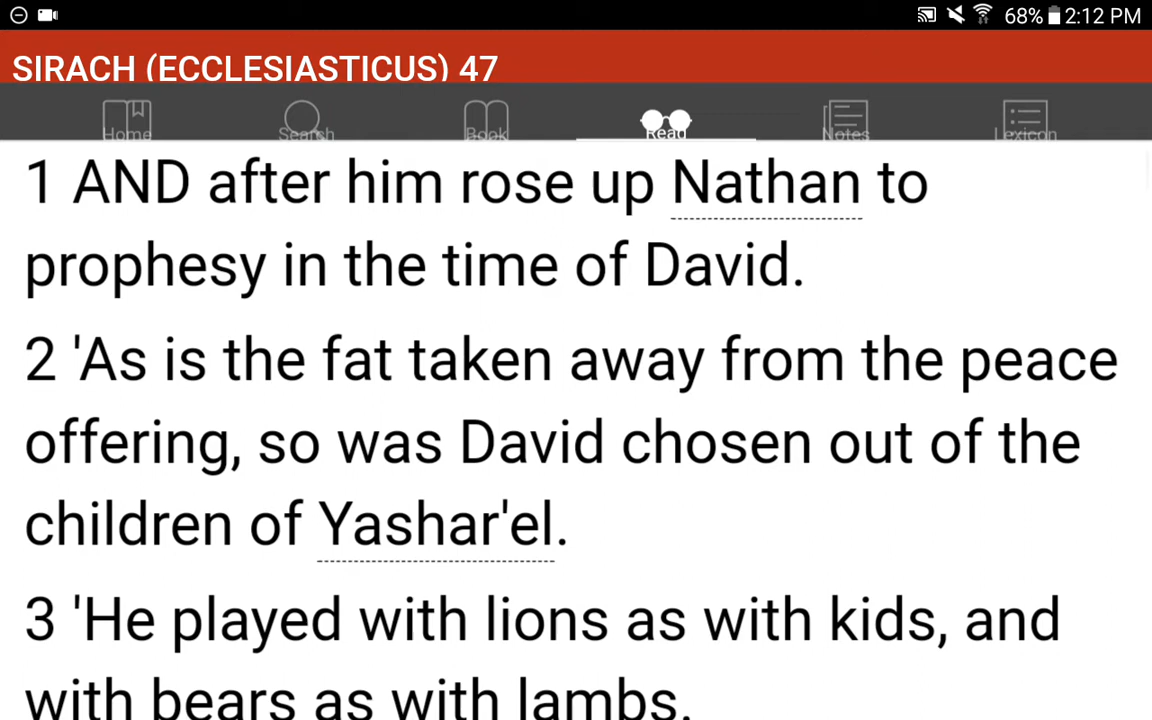 68% 2:12 PM
SIRACH (ECCLESIASTICUS) 47
Home Search Book Read Notes Lexicon
1 AND after him rose up Nathan to
prophesy in the time of David.
2 'As is the fat taken away from the peace
offering, so was David chosen out of the
children of Yashar'el.
3 'He played with lions as with kids, and
with bears as with lambs.